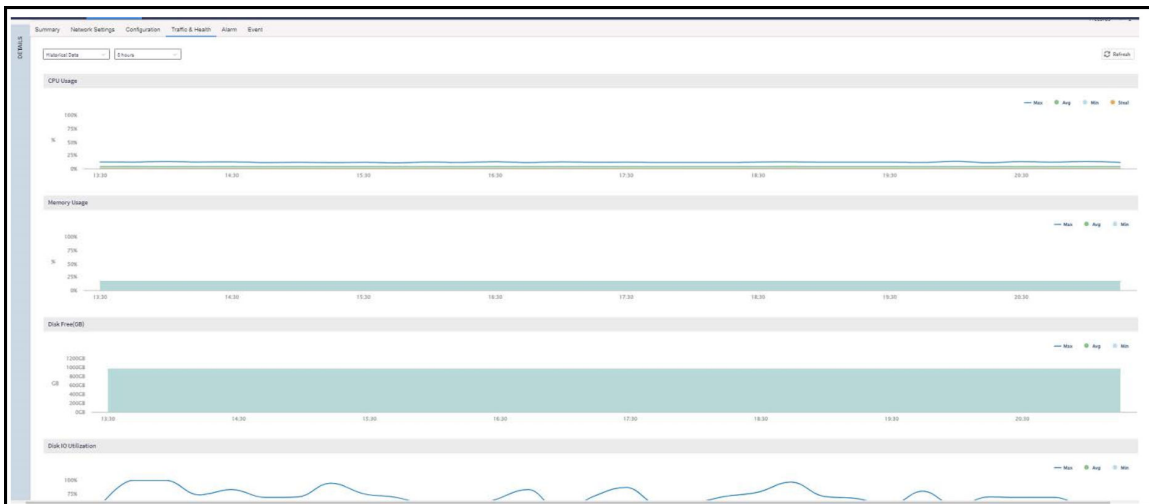 DETAILS
Summary Network Settings Configuration Traffic & Health Alarm Event
Historical Data 8 hours Refresh
CPU Usage
Max Avg Min Steal
100%
75%
%
50%
25%
0%
13:30 14:30 15:30 16:30 17:30 18:30 19:30 20:30
Memory Usage
Max Avg Min
100%
75%
%
50%
25%
0%
13:30 14:30 15:30 16:30 17:30 18:30 19:30 20:30
Disk Free(GB)
Max Avg Min
1200GB
1000GB
800GB
GB
600GB
400GB
200GB
0GB
13:30 14:30 15:30 16:30 17:30 18:30 19:30 20:30
Disk IO Utilization
Max Avg Min
100%
75%